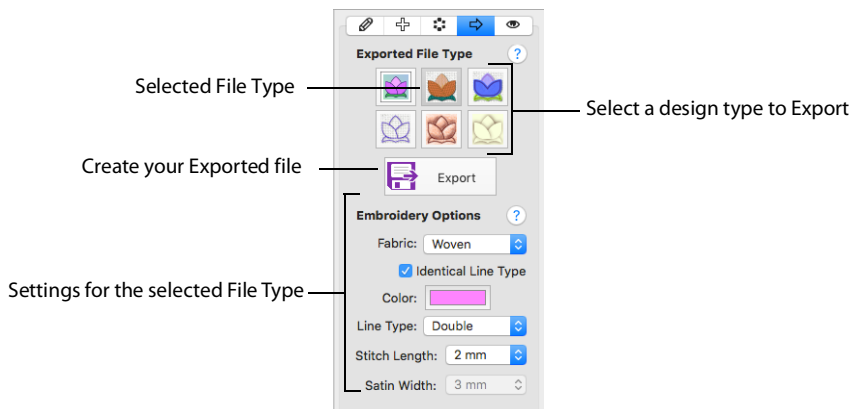 Exported File Type ?
Selected File Type
Select a design type to Export
Create your Exported file
Export
Embroidery Options ?
Fabric: Woven
Identical Line Type
Settings for the selected File Type
Color:
Line Type: Double
Stitch Length: 2 mm
Satin Width: 3 mm